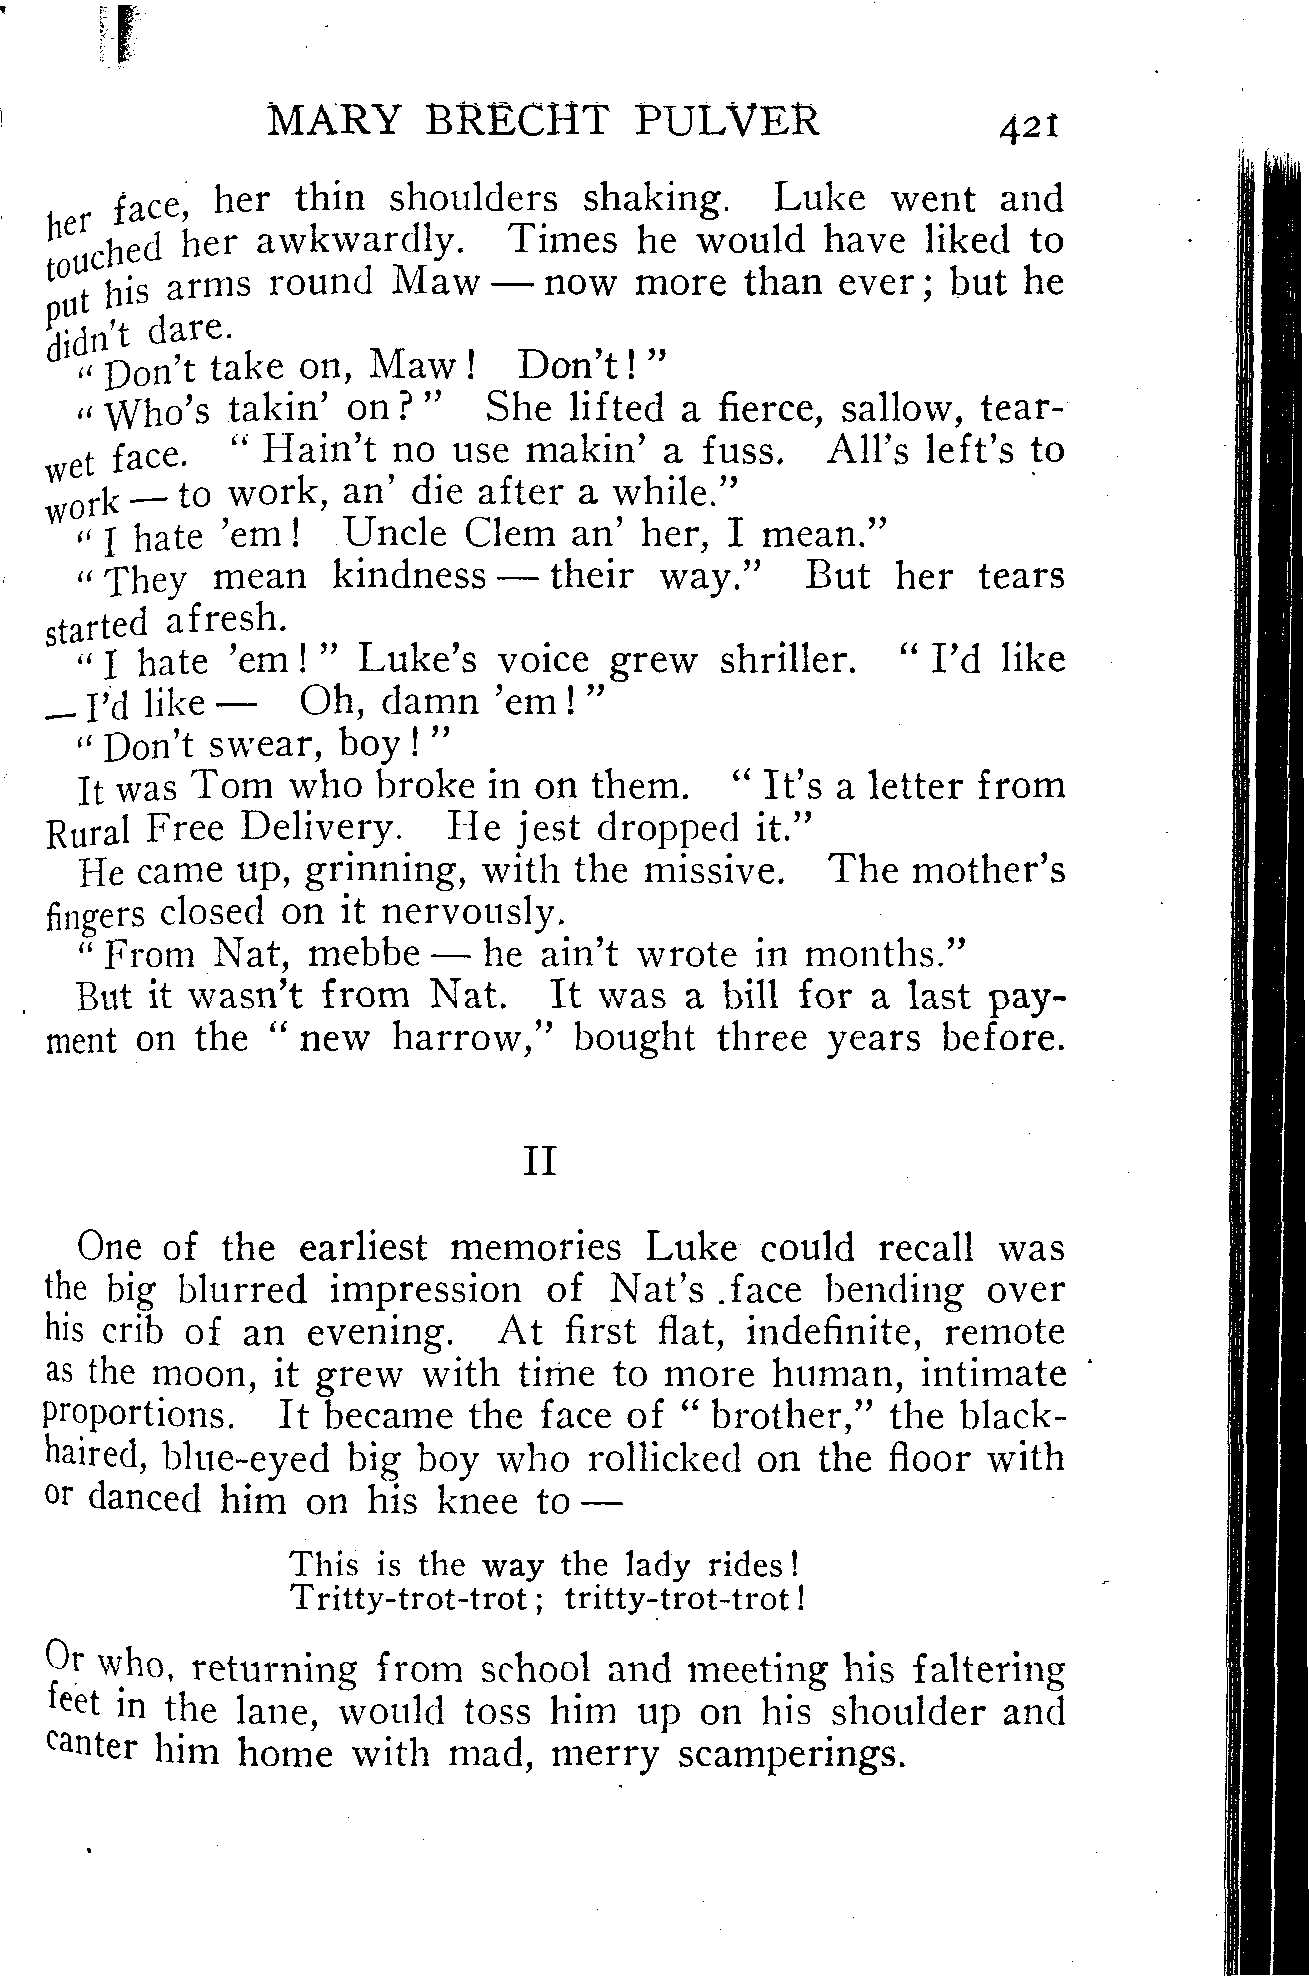 MARY BRECHT PULVER 421
her face, her thin shoulders shaking. Luke went and
touched her awkwardly. Times he would have liked to
put his arms round Maw — now more than ever; but he
didn't dare.
"Don't take on, Maw! Don't!"
"Who's takin' on?" She lifted a fierce, sallow, tear-
wet face. "Hain't no use makin' a fuss. All's left's to
work — to work, an' die after a while."
"I hate 'em! Uncle Clem an' her, I mean."
"They mean kindness — their way." But her tears
started afresh.
"I hate 'em!" Luke's voice grew shriller. "I'd like
— I'd like — Oh, damn 'em!"
"Don't swear, boy!"
It was Tom who broke in on them. "It's a letter from
Rural Free Delivery. He jest dropped it."
He came up, grinning, with the missive. The mother's
fingers closed on it nervously.
"From Nat, mebbe — he ain't wrote in months."
But it wasn't from Nat. It was a bill for a last pay-
ment on the "new harrow," bought three years before.
II
One of the earliest memories Luke could recall was
the big blurred impression of Nat's face bending over
his crib of an evening. At first flat, indefinite, remote
as the moon, it grew with time to more human, intimate
proportions. It became the face of "brother," the black-
haired, blue-eyed big boy who rollicked on the floor with
or danced him on his knee to —
This is the way the lady rides!
Tritty-trot-trot; tritty-trot-trot!
Or who, returning from school and meeting his faltering
feet in the lane, would toss him up on his shoulder and
canter him home with mad, merry scamperings.